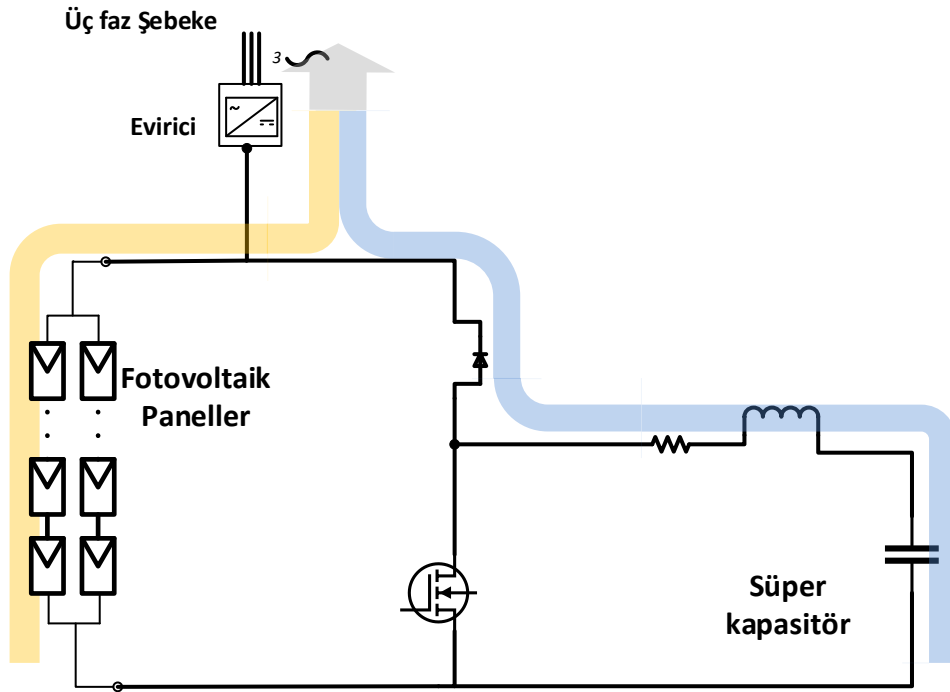 Üç faz Şebeke
3
Evirici
Fotovoltaik
Paneller
Süper
kapasitör